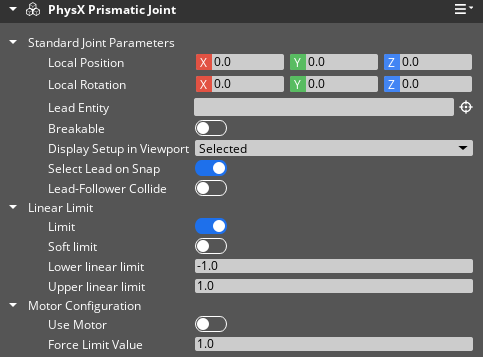 PhysX Prismatic Joint
Standard Joint Parameters
Local Position X 0.0 Y 0.0 Z 0.0
Local Rotation X 0.0 Y 0.0 Z 0.0
Lead Entity
Breakable
Display Setup in Viewport Selected
Select Lead on Snap
Lead-Follower Collide
Linear Limit
Limit
Soft limit
Lower linear limit -1.0
Upper linear limit 1.0
Motor Configuration
Use Motor
Force Limit Value 1.0